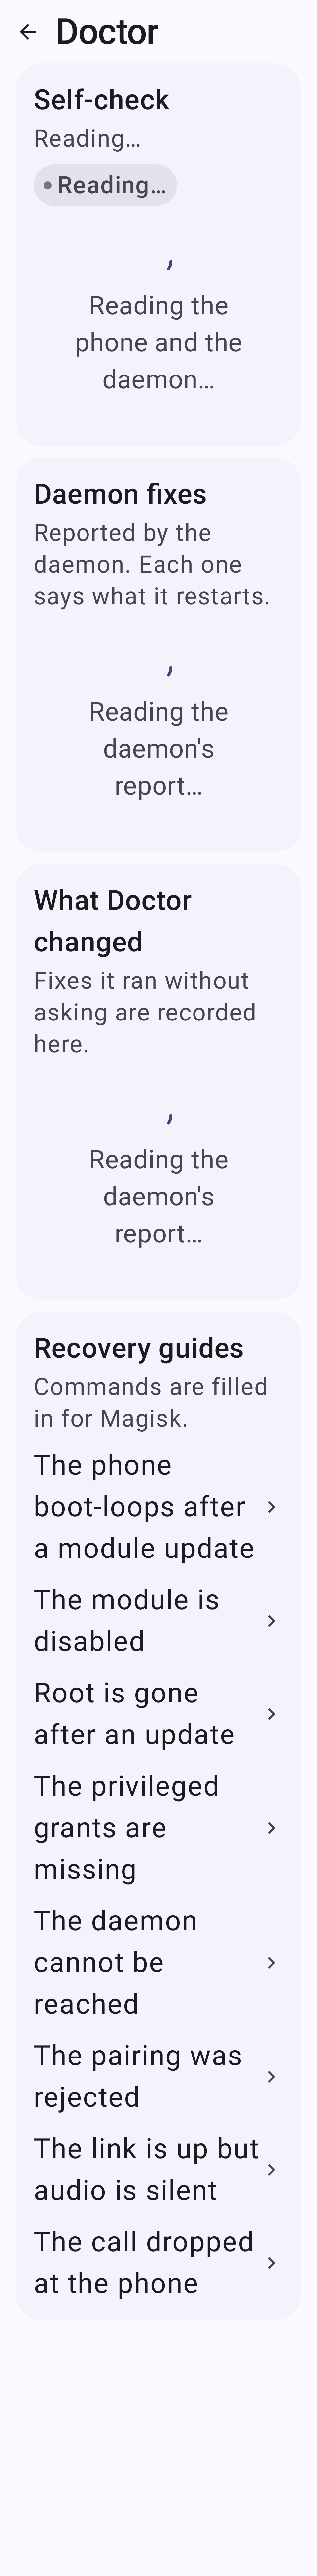 Doctor
Self-check
Reading…
Reading…
Reading the
phone and the
daemon…
Daemon fixes
Reported by the
daemon. Each one
says what it restarts.
Reading the
daemon's
report…
What Doctor
changed
Fixes it ran without
asking are recorded
here.
Reading the
daemon's
report…
Recovery guides
Commands are filled
in for Magisk.
The phone
boot-loops after
a module update
The module is
disabled
Root is gone
after an update
The privileged
grants are
missing
The daemon
cannot be
reached
The pairing was
rejected
The link is up but
audio is silent
The call dropped
at the phone